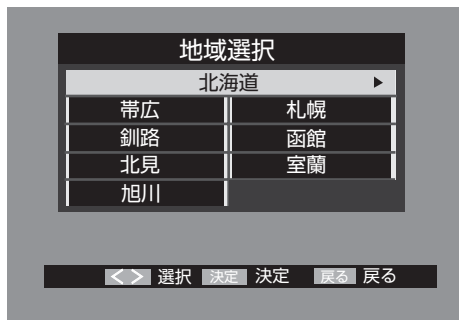 地域選択
北海道 ▶
帯広 札幌
釧路 函館
北見 室蘭
旭川
＜＞ 選択 決定 決定 戻る 戻る